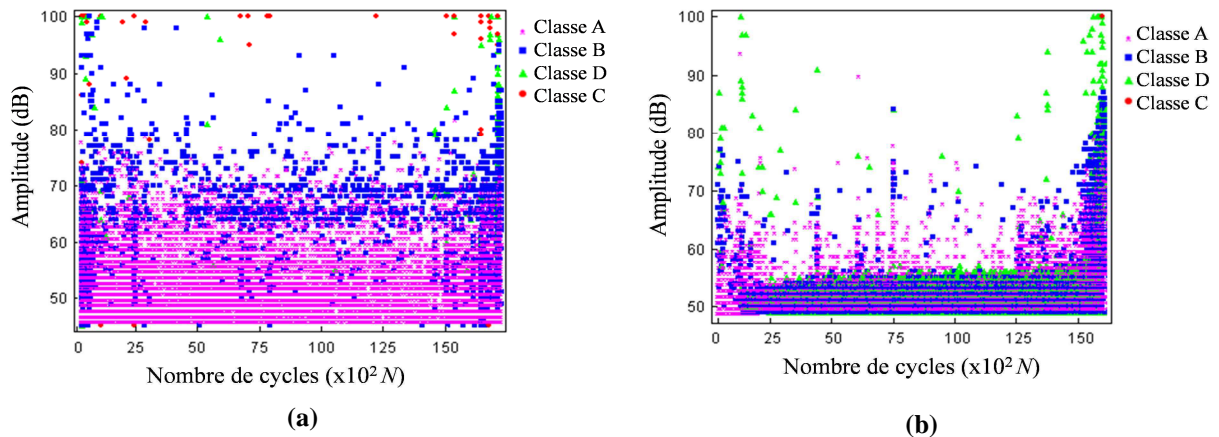 Amplitude (dB)
100
90
80
70
60
50
0
25
50
75
100
125
150
Nombre de cycles (x10² N)
Classe A
Classe B
Classe D
Classe C
(a)
Amplitude (dB)
100
90
80
70
60
50
0
25
50
75
100
125
150
Nombre de cycles (x10² N)
Classe A
Classe B
Classe D
Classe C
(b)